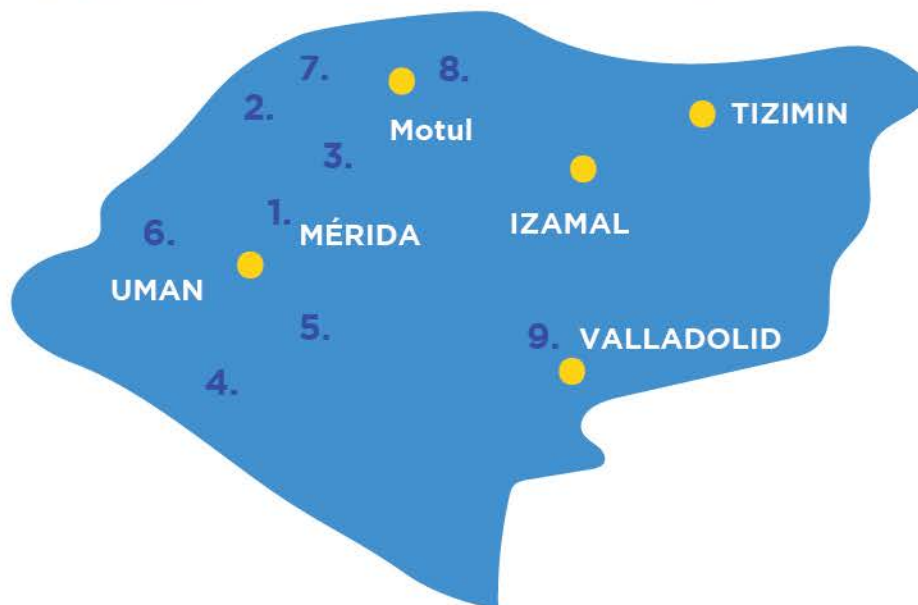 7.
8.
2.
TIZIMIN
Motul
3.
1.
IZAMAL
6.
MÉRIDA
UMAN
5.
9. VALLADOLID
4.